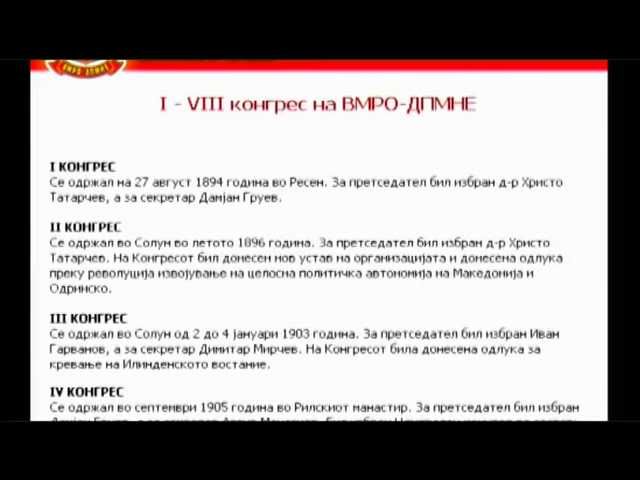 ВМРО ДПМНЕ
I - VIII конгрес на ВМРО-ДПМНЕ
I КОНГРЕС
Се одржал на 27 август 1894 година во Ресен. За претседател бил избран д-р Христо
Татарчев, а за секретар Дамјан Груев.
II КОНГРЕС
Се одржал во Солун во летото 1896 година. За претседател бил избран д-р Христо
Татарчев. На Конгресот бил донесен нов устав на организацијата и донесена одлука
преку револуција извојување на целосна политичка автономија на Македонија и
Одринско.
III КОНГРЕС
Се одржал во Солун од 2 до 4 јануари 1903 година. За претседател бил избран Иван
Гарванов, а за секретар Димитар Мирчев. На Конгресот била донесена одлука за
кревање на Илинденското востание.
IV КОНГРЕС
Се одржал во септември 1905 година во Рилскиот манастир. За претседател бил избран